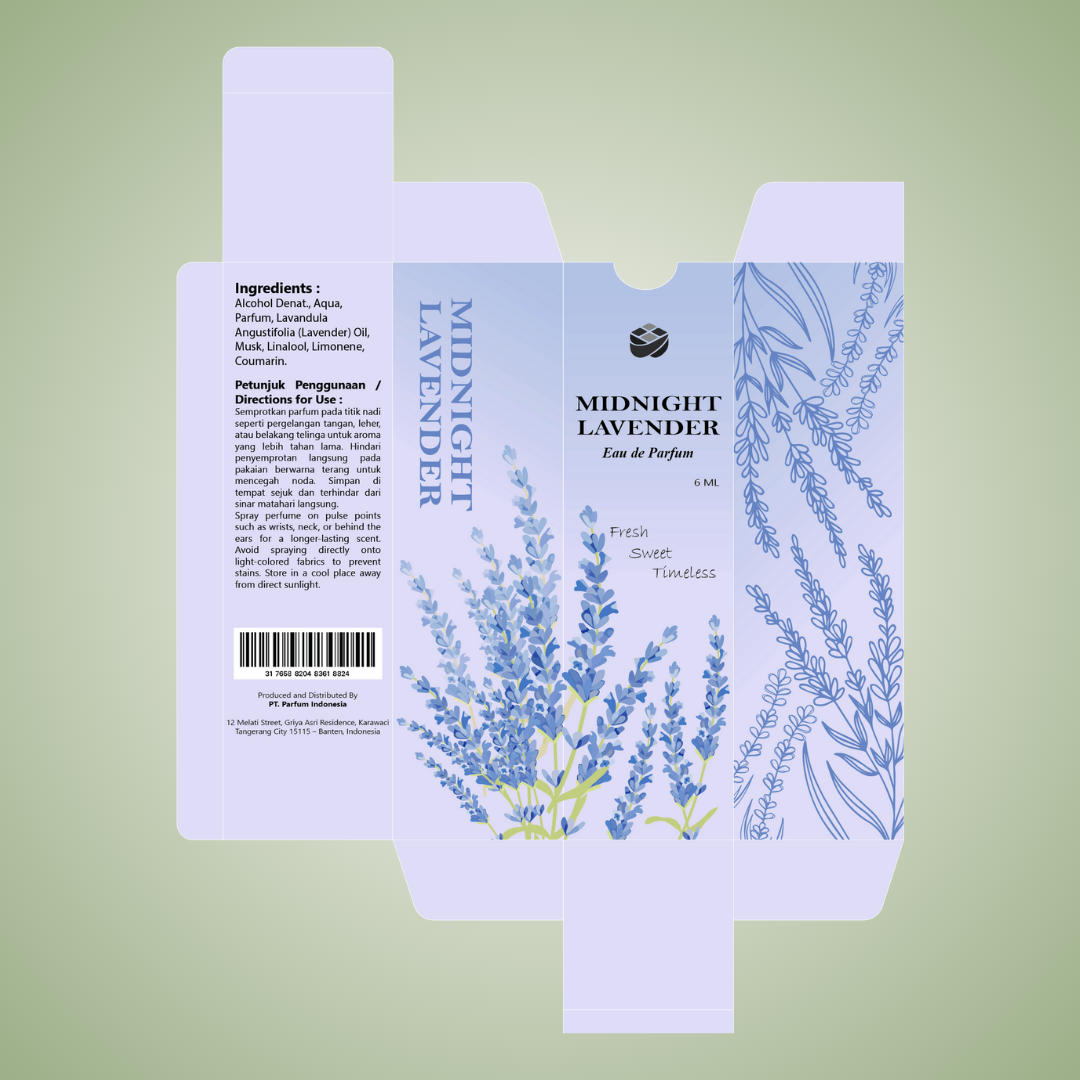 Ingredients :
Alcohol Denat., Aqua,
Parfum, Lavandula
Angustifolia (Lavender) Oil,
Musk, Linalool, Limonene,
Coumarin.
Petunjuk Penggunaan /
Directions for Use :
Semprotkan parfum pada titik nadi
seperti pergelangan tangan, leher,
atau belakang telinga untuk aroma
yang lebih tahan lama. Hindari
penyemprotan langsung pada
pakaian berwarna terang untuk
mencegah noda. Simpan di
tempat sejuk dan terhindar dari
sinar matahari langsung.
Spray perfume on pulse points
such as wrists, neck, or behind the
ears for a longer-lasting scent.
Avoid spraying directly onto
light-colored fabrics to prevent
stains. Store in a cool place away
from direct sunlight.
31 7658 8204 8361 8824
Produced and Distributed By
PT. Parfum Indonesia
12 Melati Street, Griya Asri Residence, Karawaci
Tangerang City 15115 – Banten, Indonesia
MIDNIGHT
LAVENDER
MIDNIGHT
LAVENDER
Eau de Parfum
6 ML
Fresh
Sweet
Timeless